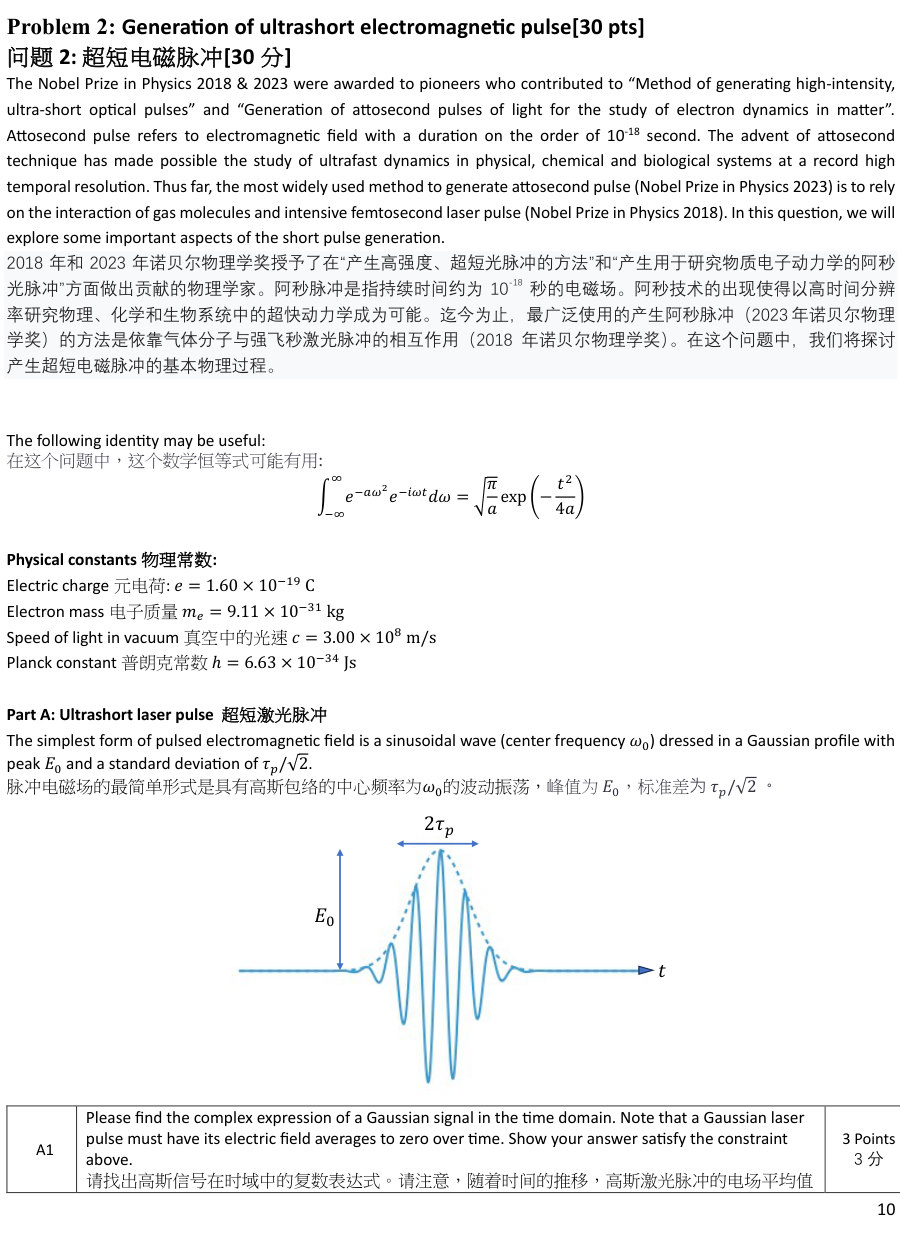 Problem 2: Generation of ultrashort electromagnetic pulse[30 pts]
问题 2: 超短电磁脉冲[30 分]
The Nobel Prize in Physics 2018 & 2023 were awarded to pioneers who contributed to “Method of generating high-intensity,
ultra-short optical pulses” and “Generation of attosecond pulses of light for the study of electron dynamics in matter”.
Attosecond pulse refers to electromagnetic field with a duration on the order of 10⁻¹⁸ second. The advent of attosecond
technique has made possible the study of ultrafast dynamics in physical, chemical and biological systems at a record high
temporal resolution. Thus far, the most widely used method to generate attosecond pulse (Nobel Prize in Physics 2023) is to rely
on the interaction of gas molecules and intensive femtosecond laser pulse (Nobel Prize in Physics 2018). In this question, we will
explore some important aspects of the short pulse generation.
2018 年和 2023 年诺贝尔物理学奖授予了在“产生高强度、超短光脉冲的方法”和“产生用于研究物质电子动力学的阿秒
光脉冲”方面做出贡献的物理学家。阿秒脉冲是指持续时间约为 10⁻¹⁸ 秒的电磁场。阿秒技术的出现使得以高时间分辨
率研究物理、化学和生物系统中的超快动力学成为可能。迄今为止，最广泛使用的产生阿秒脉冲（2023 年诺贝尔物理
学奖）的方法是依靠气体分子与强飞秒激光脉冲的相互作用（2018 年诺贝尔物理学奖）。在这个问题中，我们将探讨
产生超短电磁脉冲的基本物理过程。
The following identity may be useful:
在这个问题中，这个数学恒等式可能有用:
∫_{-∞}^{∞} e^{-aω²} e^{-iωt} dω = √(π/a) exp(-t²/4a)
Physical constants 物理常数:
Electric charge 元电荷: e = 1.60 × 10⁻¹⁹ C
Electron mass 电子质量 mₑ = 9.11 × 10⁻³¹ kg
Speed of light in vacuum 真空中的光速 c = 3.00 × 10⁸ m/s
Planck constant 普朗克常数 h = 6.63 × 10⁻³⁴ Js
Part A: Ultrashort laser pulse 超短激光脉冲
The simplest form of pulsed electromagnetic field is a sinusoidal wave (center frequency ω₀) dressed in a Gaussian profile with
peak E₀ and a standard deviation of τₚ/√2.
脉冲电磁场的最简单形式是具有高斯包络的中心频率为ω₀的波动振荡，峰值为 E₀，标准差为 τₚ/√2 。
2τₚ
E₀
t
A1
Please find the complex expression of a Gaussian signal in the time domain. Note that a Gaussian laser
pulse must have its electric field averages to zero over time. Show your answer satisfy the constraint
above.
请找出高斯信号在时域中的复数表达式。请注意，随着时间的推移，高斯激光脉冲的电场平均值
3 Points
3 分
10